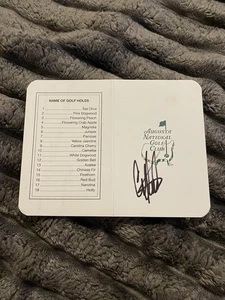 NAME OF GOLF HOLES
1 Tea Olive
2 Pink Dogwood
3 Flowering Peach
4 Flowering Crab Apple
5 Magnolia
6 Juniper
7 Pampas
8 Yellow Jasmine
9 Carolina Cherry
10 Camellia
11 White Dogwood
12 Golden Bell
13 Azalea
14 Chinese Fir
15 Firethorn
16 Red Bud
17 Nandina
18 Holly
AUGUSTA
NATIONAL
GOLF
CLUB